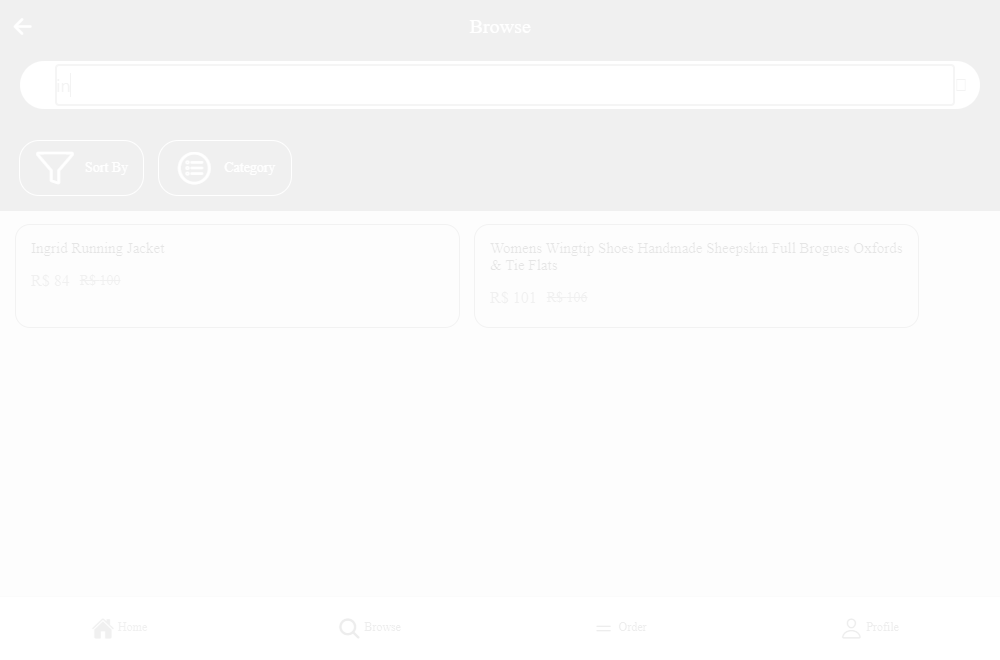 Browse
in
Sort By
Category
Ingrid Running Jacket
R$ 84 R$ 100
Womens Wingtip Shoes Handmade Sheepskin Full Brogues Oxfords
& Tie Flats
R$ 101 R$ 106
Home
Browse
Order
Profile